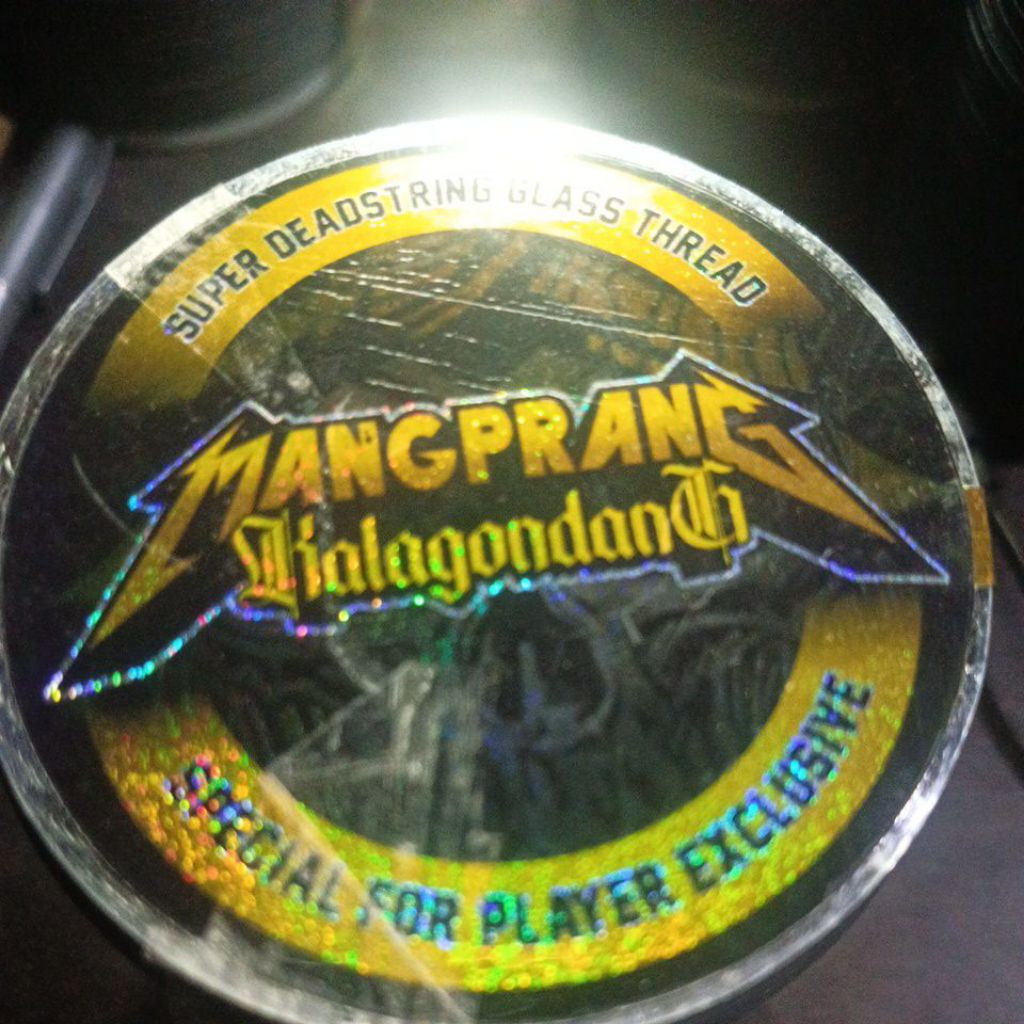 SUPER DEADSTRING GLASS THREAD
MANGPRANG
KalagondanG
SPECIAL FOR PLAYER EXCLUSIVE